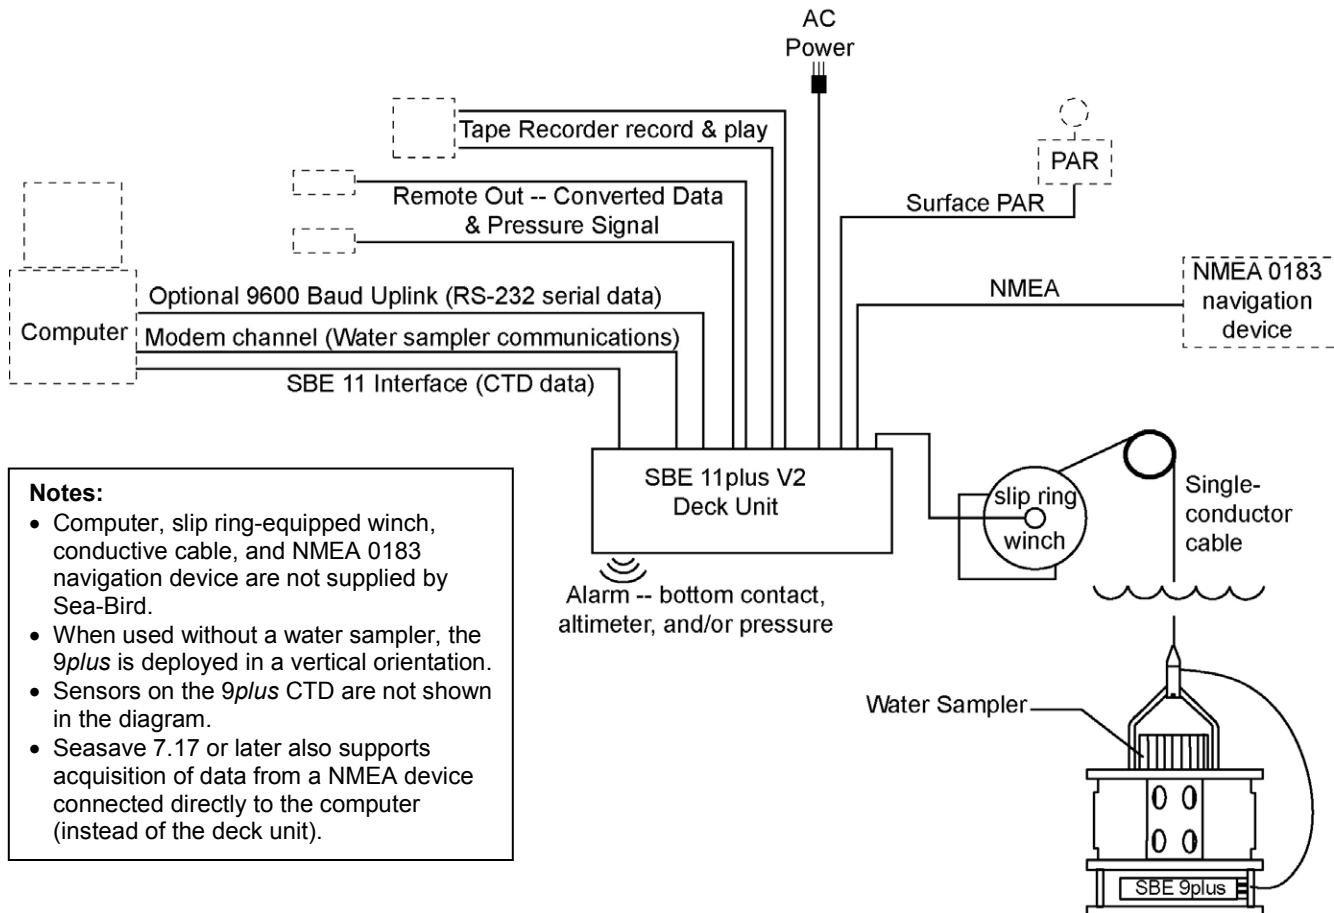 AC
Power
Tape Recorder record & play
PAR
Remote Out -- Converted Data
& Pressure Signal
Surface PAR
NMEA 0183
navigation
device
NMEA
Optional 9600 Baud Uplink (RS-232 serial data)
Computer
Modem channel (Water sampler communications)
SBE 11 Interface (CTD data)
SBE 11plus V2
Deck Unit
slip ring
winch
Single-
conductor
cable
Alarm -- bottom contact,
altimeter, and/or pressure
Notes:
• Computer, slip ring-equipped winch,
conductive cable, and NMEA 0183
navigation device are not supplied by
Sea-Bird.
• When used without a water sampler, the
9plus is deployed in a vertical orientation.
• Sensors on the 9plus CTD are not shown
in the diagram.
• Seasave 7.17 or later also supports
acquisition of data from a NMEA device
connected directly to the computer
(instead of the deck unit).
Water Sampler
SBE 9plus